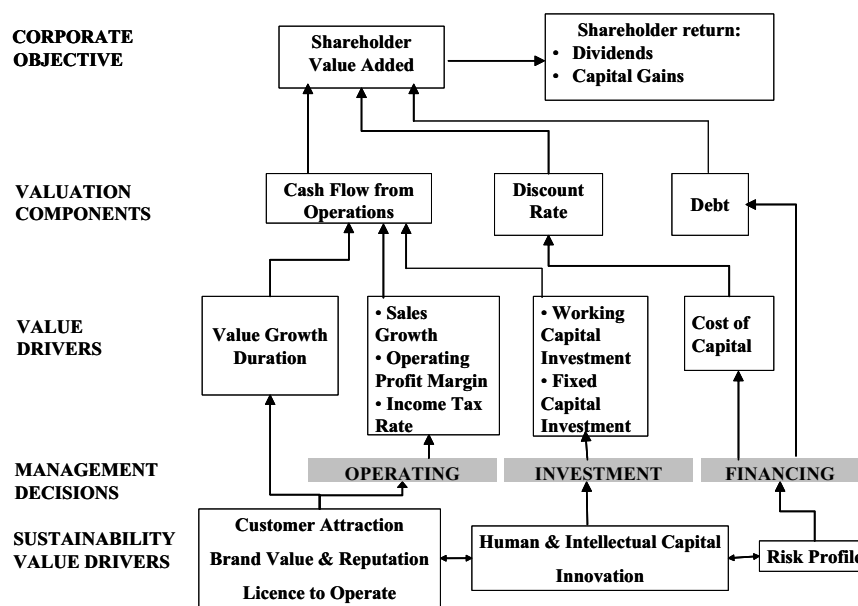 CORPORATE
OBJECTIVE
Shareholder
Value Added
Shareholder return:
• Dividends
• Capital Gains
VALUATION
COMPONENTS
Cash Flow from
Operations
Discount
Rate
Debt
VALUE
DRIVERS
Value Growth
Duration
• Sales
Growth
• Operating
Profit Margin
• Income Tax
Rate
• Working
Capital
Investment
• Fixed
Capital
Investment
Cost of
Capital
MANAGEMENT
DECISIONS
OPERATING
INVESTMENT
FINANCING
SUSTAINABILITY
VALUE DRIVERS
Customer Attraction
Brand Value & Reputation
Licence to Operate
Human & Intellectual Capital
Innovation
Risk Profile